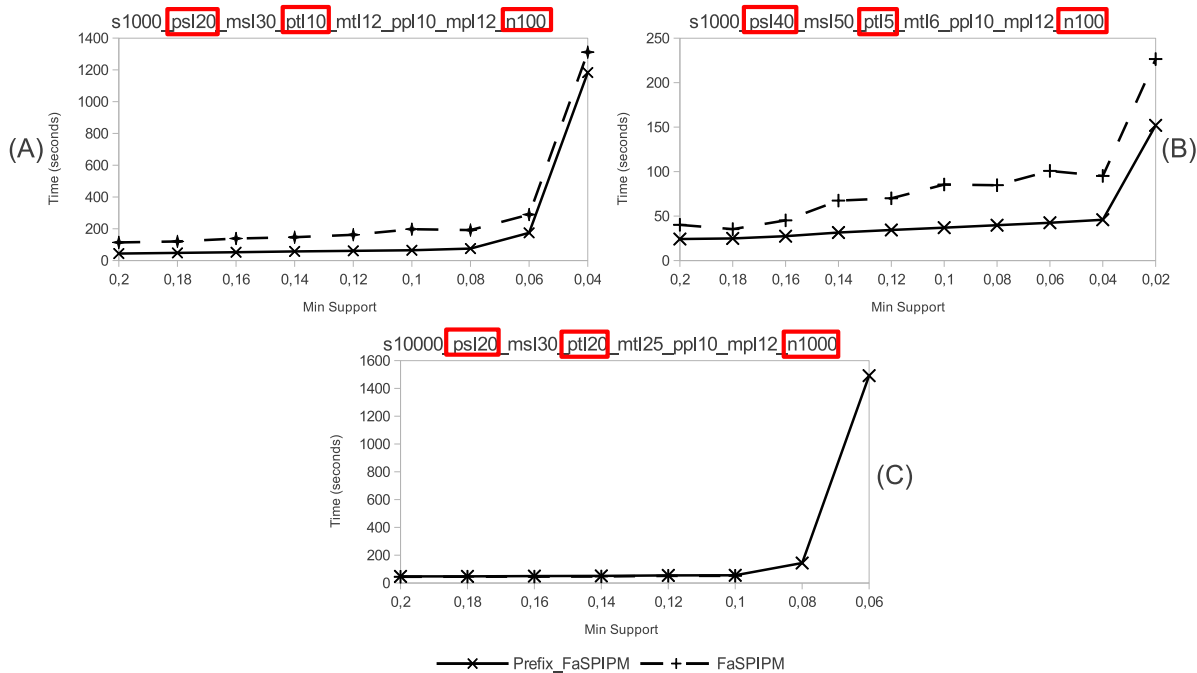 s1000_psl20_msl30_ptl10_mtl12_ppl10_mpl12_n100
1400
1200
1000
800
600
400
200
0
Time (seconds)
0,2 0,18 0,16 0,14 0,12 0,1 0,08 0,06 0,04
Min Support
(A)
s1000_psl40_msl50_ptl5_mtl6_ppl10_mpl12_n100
250
200
150
100
50
0
Time (seconds)
0,2 0,18 0,16 0,14 0,12 0,1 0,08 0,06 0,04 0,02
Min Support
(B)
s10000_psl20_msl30_ptl20_mtl25_ppl10_mpl12_n1000
1600
1400
1200
1000
800
600
400
200
0
Time (seconds)
0,2 0,18 0,16 0,14 0,12 0,1 0,08 0,06
Min Support
(C)
Prefix_FaSPIPM FaSPIPM